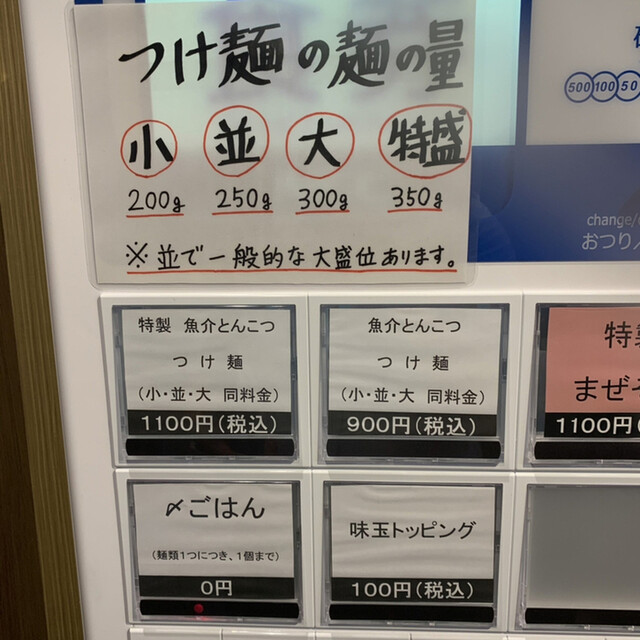 つけ麺の麺の量
小 並 大 特盛
200g 250g 300g 350g
※並で一般的な大盛位あります。
500 100 50
change/
おつり
特製 魚介とんこつ
つけ麺
(小・並・大 同料金)
1100円(税込)
魚介とんこつ
つけ麺
(小・並・大 同料金)
900円(税込)
特製
まぜそ
1100円(税
〆ごはん
(麺類1つにつき、1個まで)
0円
味玉トッピング
100円(税込)